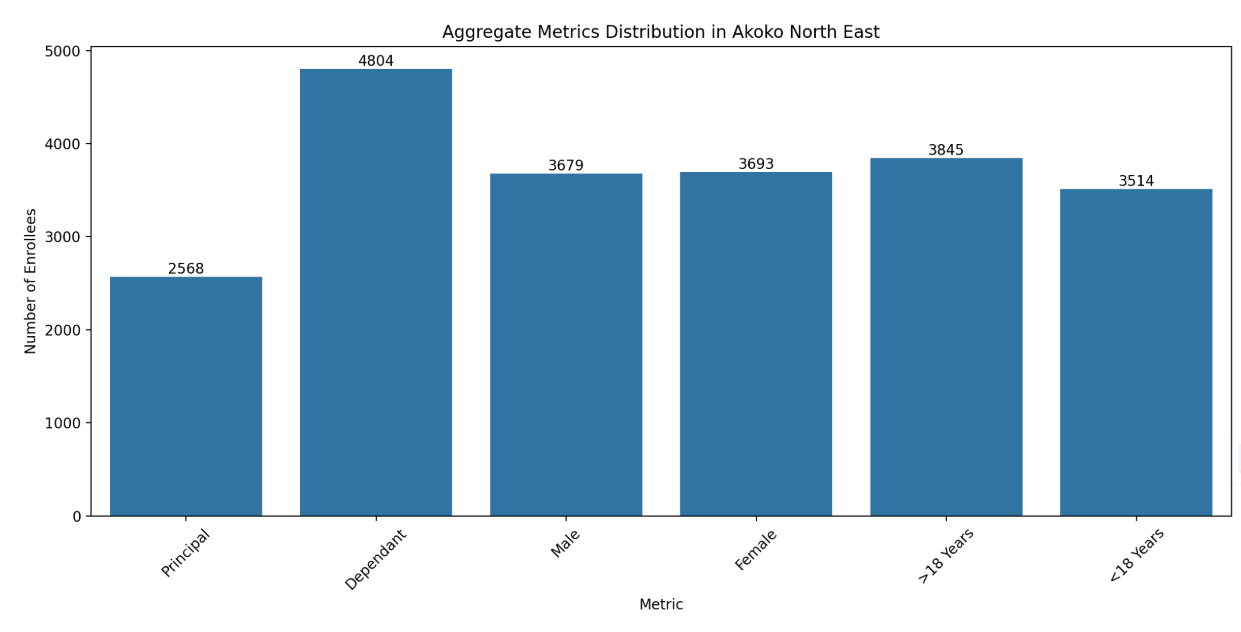 Aggregate Metrics Distribution in Akoko North East
5000
4000
3000
2000
1000
0
Number of Enrollees
2568
4804
3679
3693
3845
3514
Principal
Dependant
Male
Female
>18 Years
<18 Years
Metric